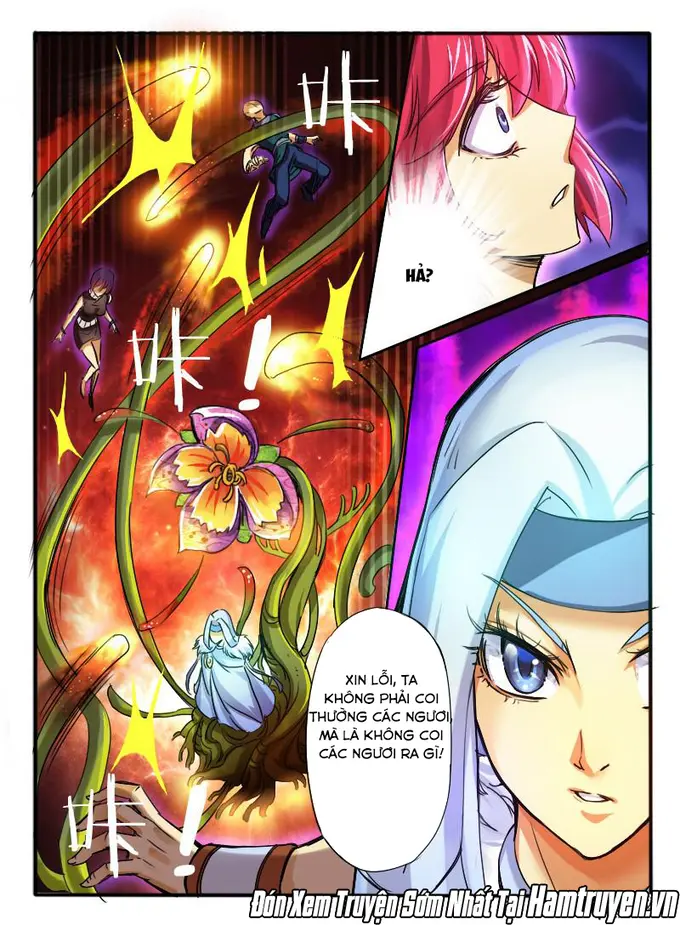 咔
HẢ?
咔!
XIN LỖI, TA
KHÔNG PHẢI COI
THƯỜNG CÁC NGƯƠI,
MÀ LÀ KHÔNG COI
CÁC NGƯƠI RA GÌ!
咔!
Đón Xem Truyện Sớm Nhất Tại Hamtruyen.vn